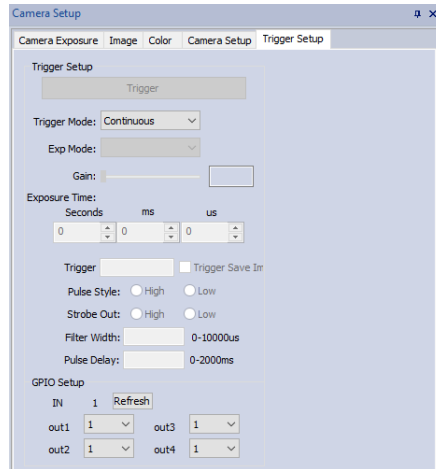 Camera Setup
Camera Exposure Image Color Camera Setup Trigger Setup
Trigger Setup
Trigger
Trigger Mode: Continuous
Exp Mode:
Gain:
Exposure Time:
Seconds ms us
0 0 0
Trigger Trigger Save Im
Pulse Style: High Low
Strobe Out: High Low
Filter Width: 0-10000us
Pulse Delay: 0-2000ms
GPIO Setup
IN 1 Refresh
out1 1 out3 1
out2 1 out4 1